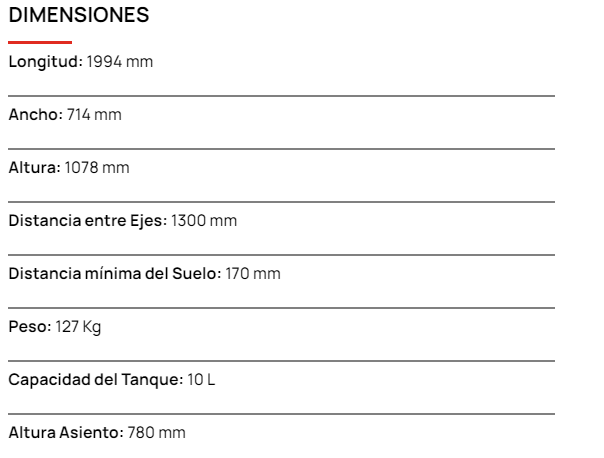 DIMENSIONES
Longitud: 1994 mm
Ancho: 714 mm
Altura: 1078 mm
Distancia entre Ejes: 1300 mm
Distancia mínima del Suelo: 170 mm
Peso: 127 Kg
Capacidad del Tanque: 10 L
Altura Asiento: 780 mm